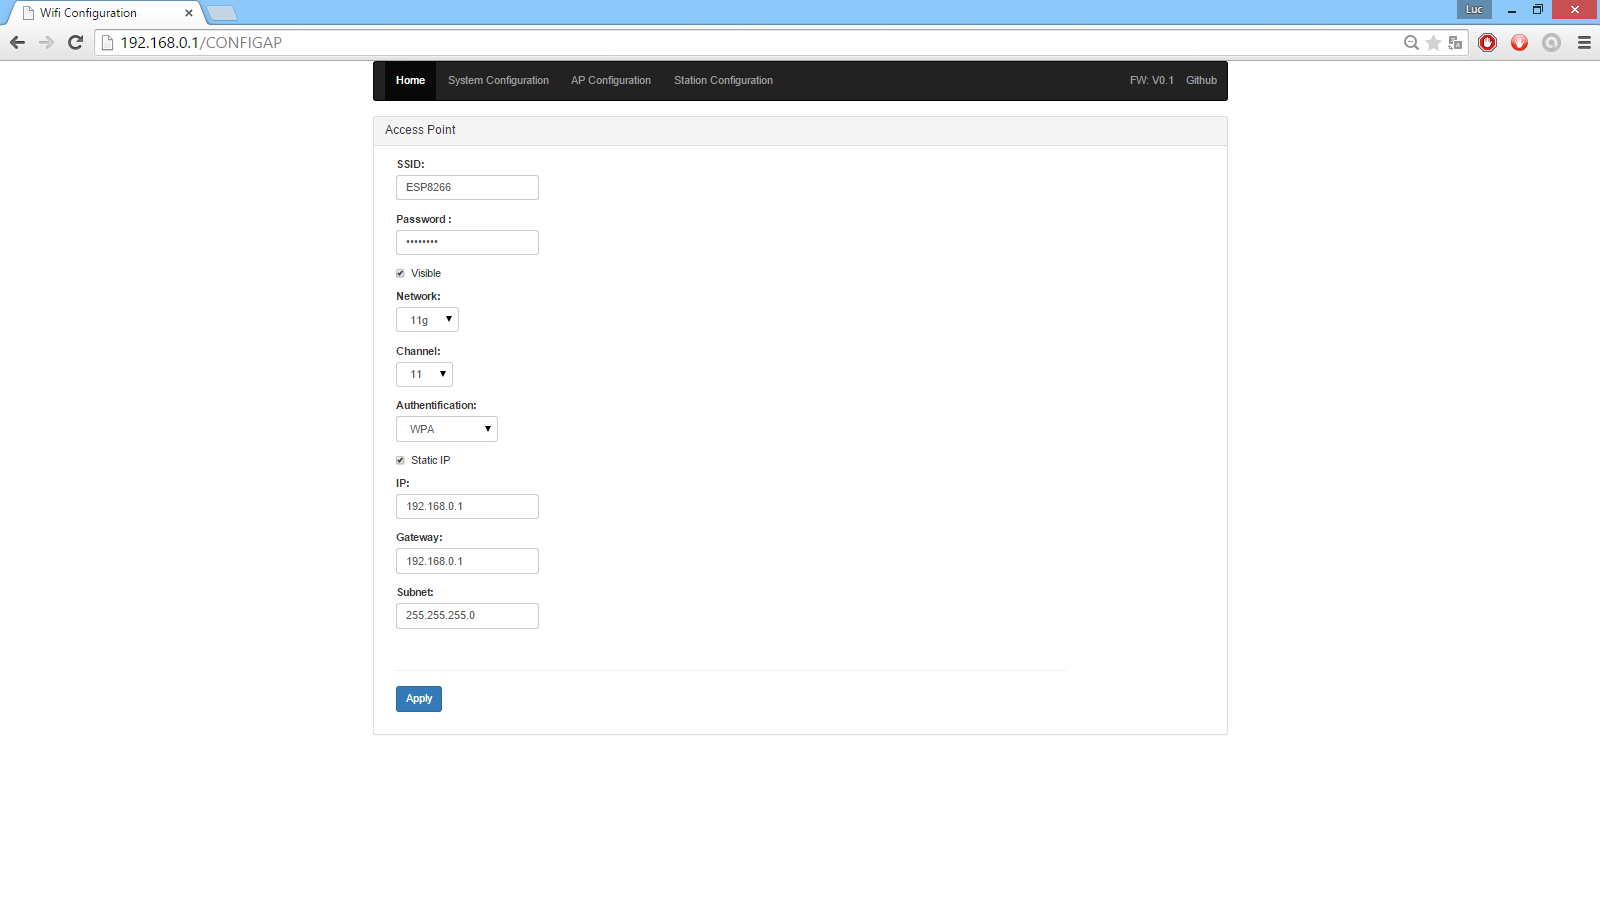 Wifi Configuration
Luc
192.168.0.1/CONFIGAP
Home System Configuration AP Configuration Station Configuration FW: V0.1 Github
Access Point
SSID:
ESP8266
Password :
••••••••
Visible
Network:
11g
Channel:
11
Authentification:
WPA
Static IP
IP:
192.168.0.1
Gateway:
192.168.0.1
Subnet:
255.255.255.0
Apply